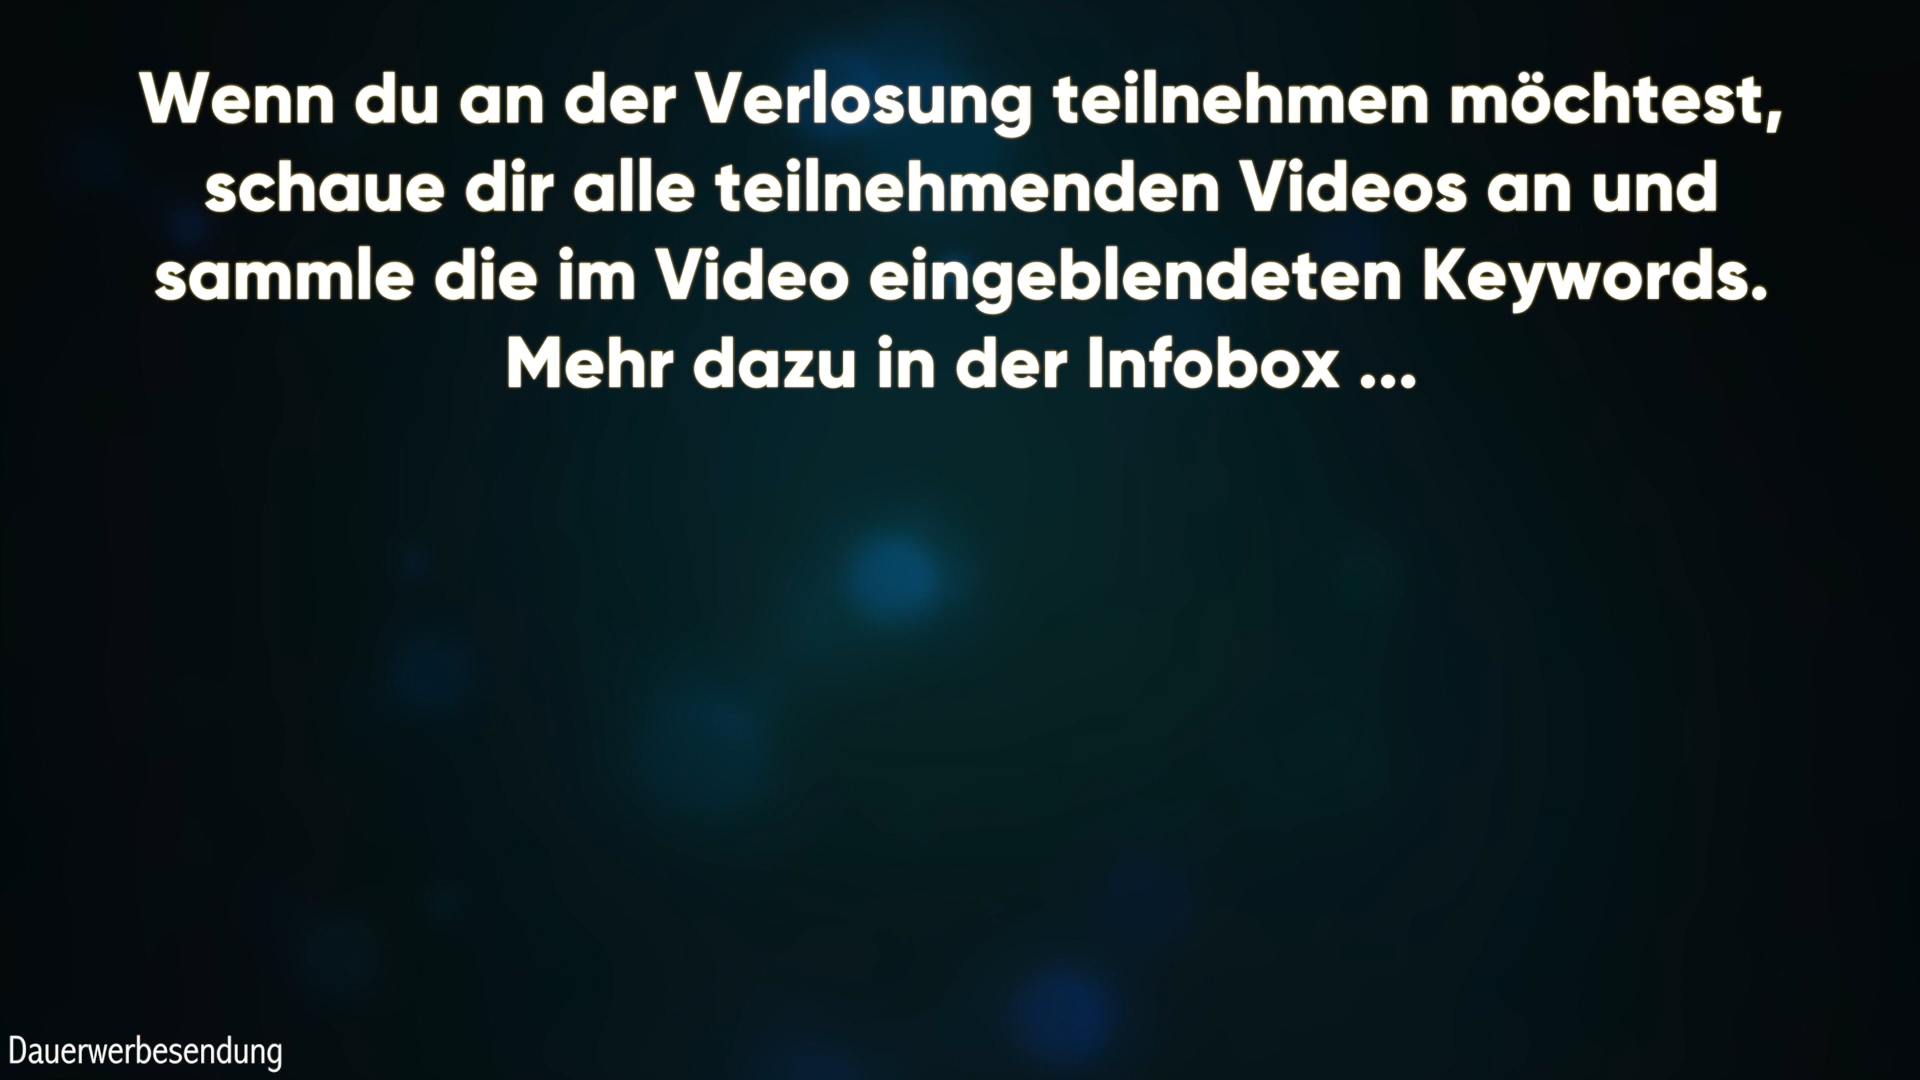 Wenn du an der Verlosung teilnehmen möchtest,
schaue dir alle teilnehmenden Videos an und
sammle die im Video eingeblendeten Keywords.
Mehr dazu in der Infobox ...
Dauerwerbesendung